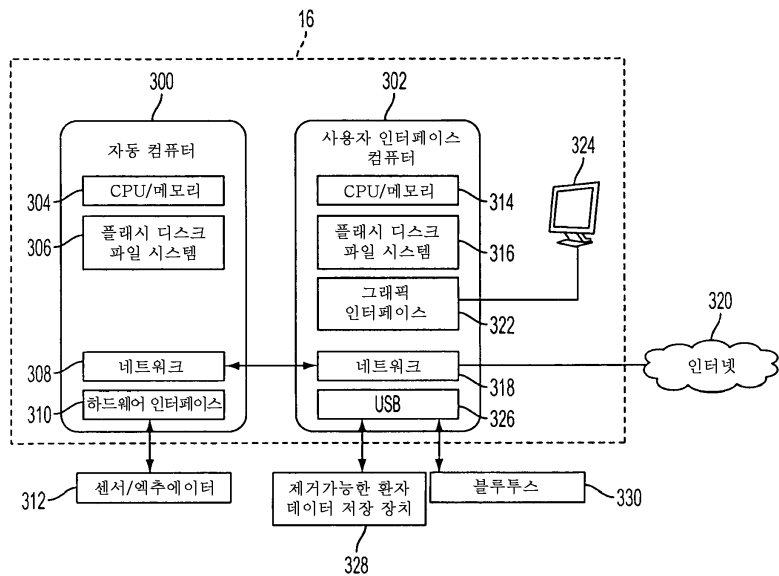 16
300
302
자동 컴퓨터
사용자 인터페이스
컴퓨터
324
304
CPU/메모리
CPU/메모리
314
306
플래시 디스크
파일 시스템
플래시 디스크
파일 시스템
316
그래픽
인터페이스
322
320
인터넷
308
네트워크
네트워크
318
310
하드웨어 인터페이스
USB
326
312
센서/엑추에이터
제거가능한 환자
데이터 저장 장치
328
블루투스
330